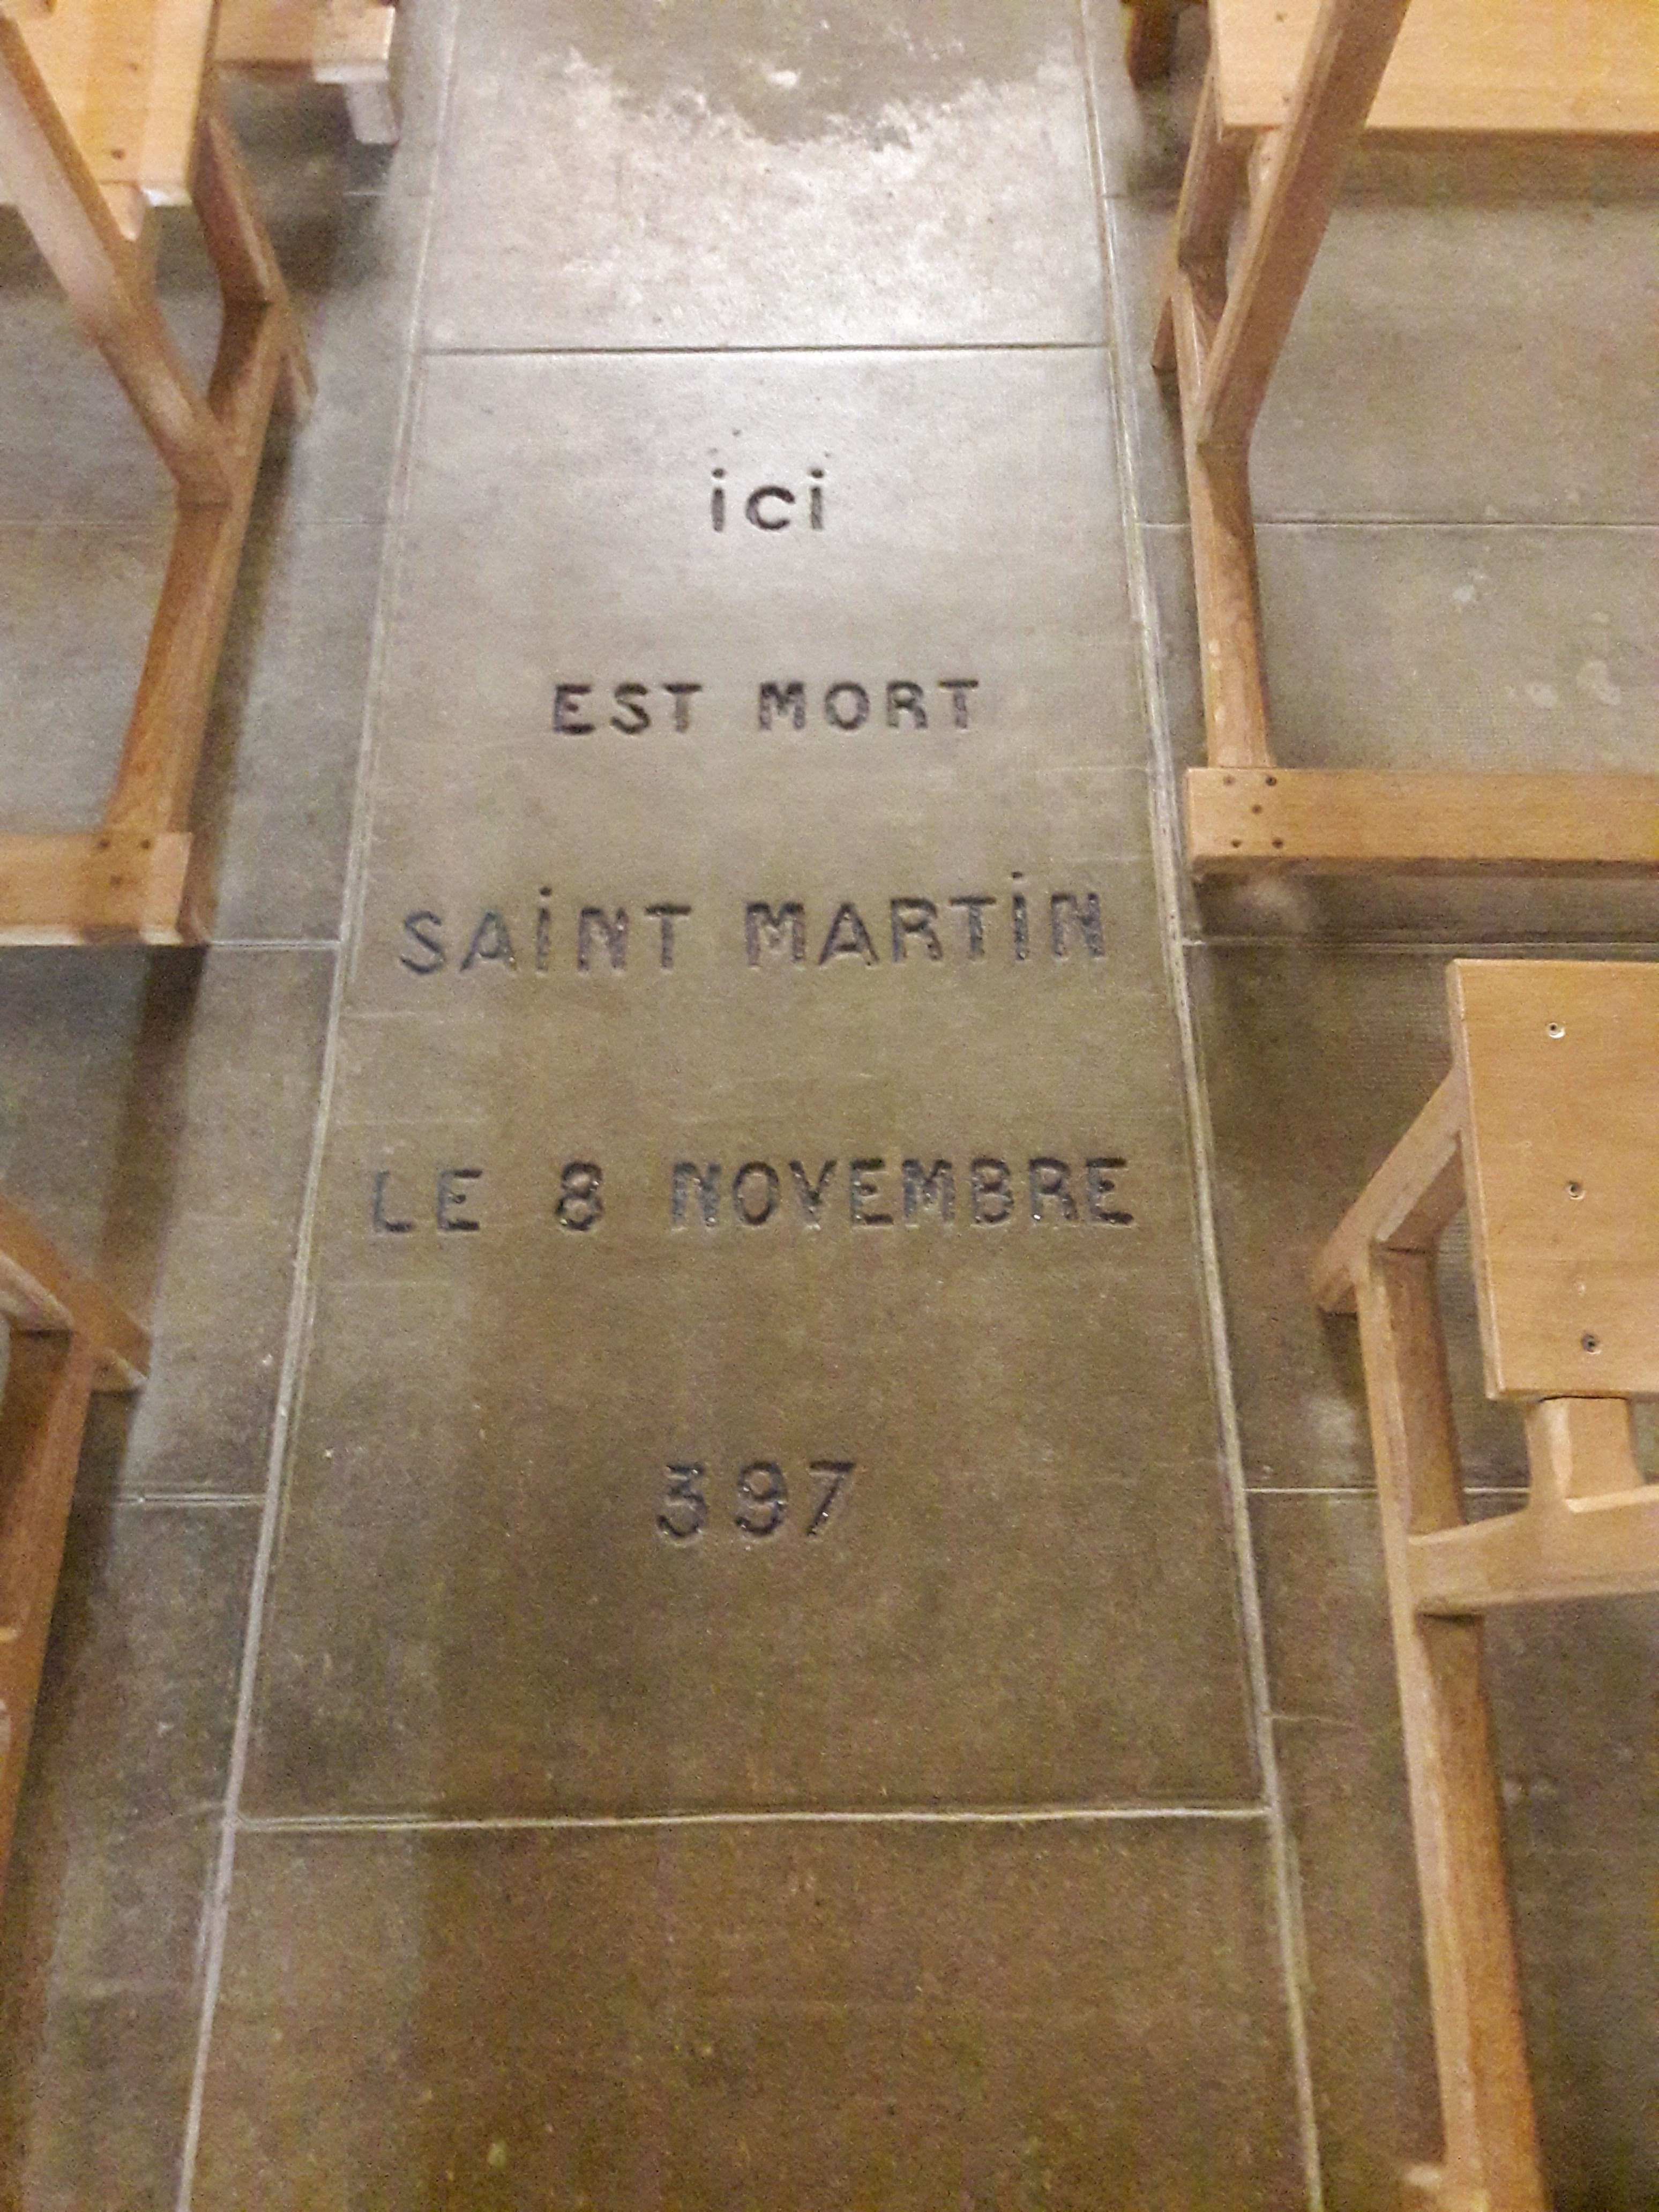 ici
EST MORT
SAiNT MARTiN
LE 8 NOVEMBRE
397